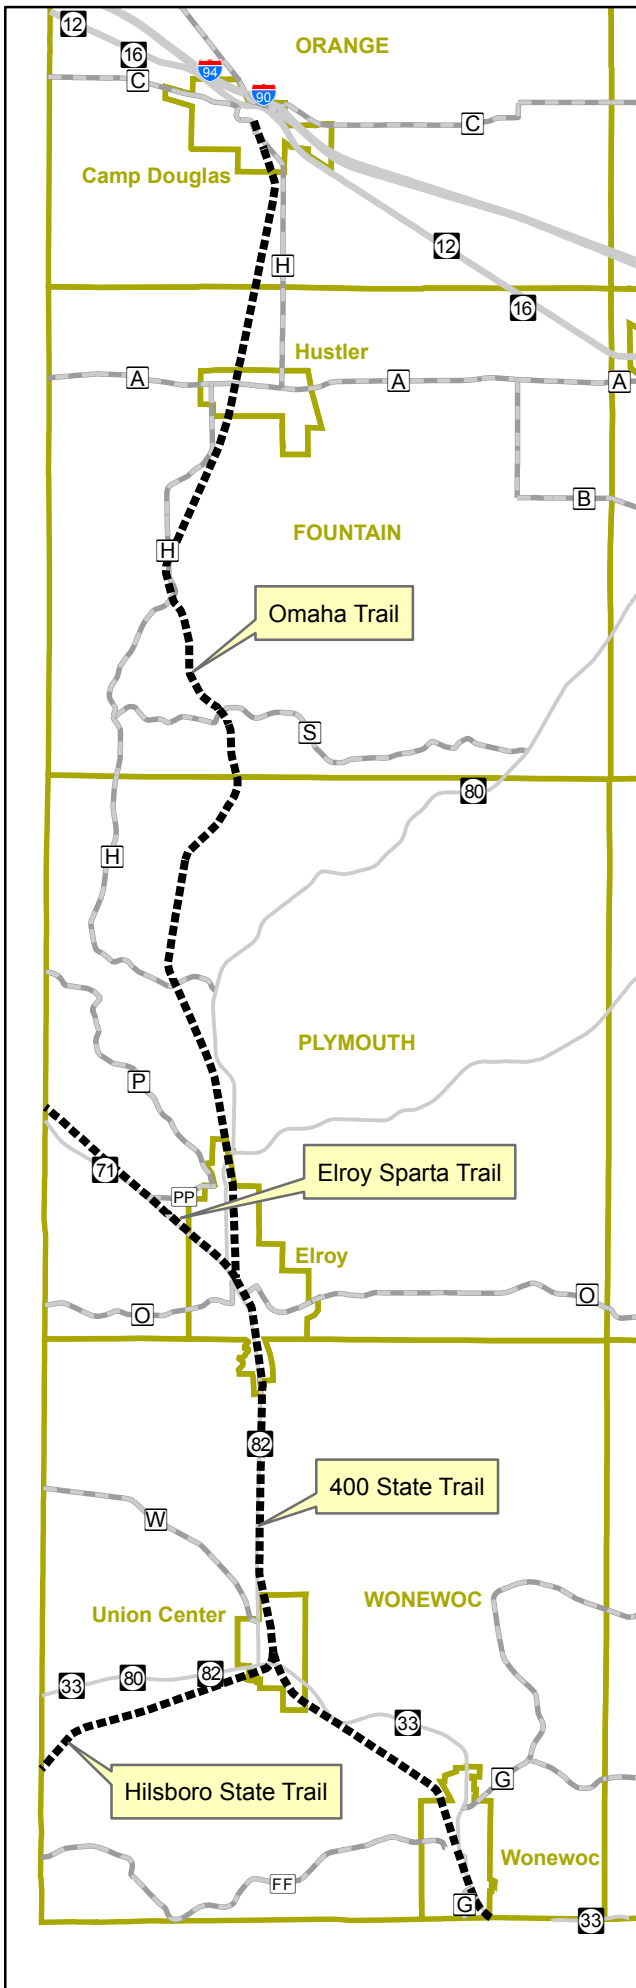 12
ORANGE
16
94
C
90
C
Camp Douglas
12
H
16
Hustler
A
A
A
B
FOUNTAIN
H
Omaha Trail
S
80
H
PLYMOUTH
P
71
Elroy Sparta Trail
PP
Elroy
O
O
82
400 State Trail
W
Union Center
WONEWOC
33
80
82
33
Hilsboro State Trail
G
Wonewoc
FF
G
33